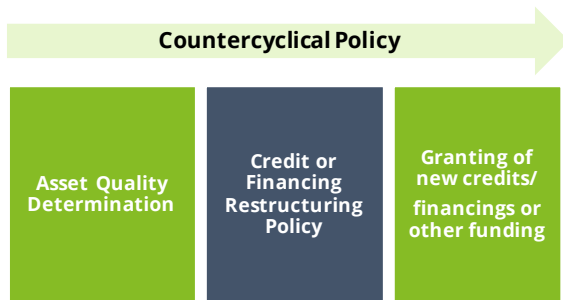 Countercyclical Policy
Asset Quality
Determination
Credit or
Financing
Restructuring
Policy
Granting of
new credits/
financings or
other funding